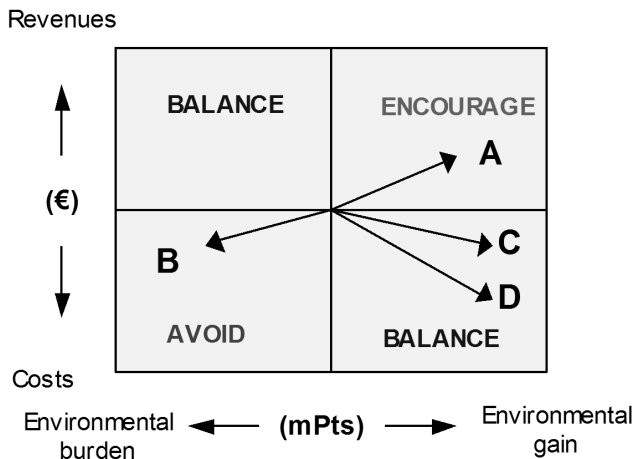 Revenues
BALANCE
ENCOURAGE
A
(€)
B
C
D
AVOID
BALANCE
Costs
Environmental
burden
(mPts)
Environmental
gain